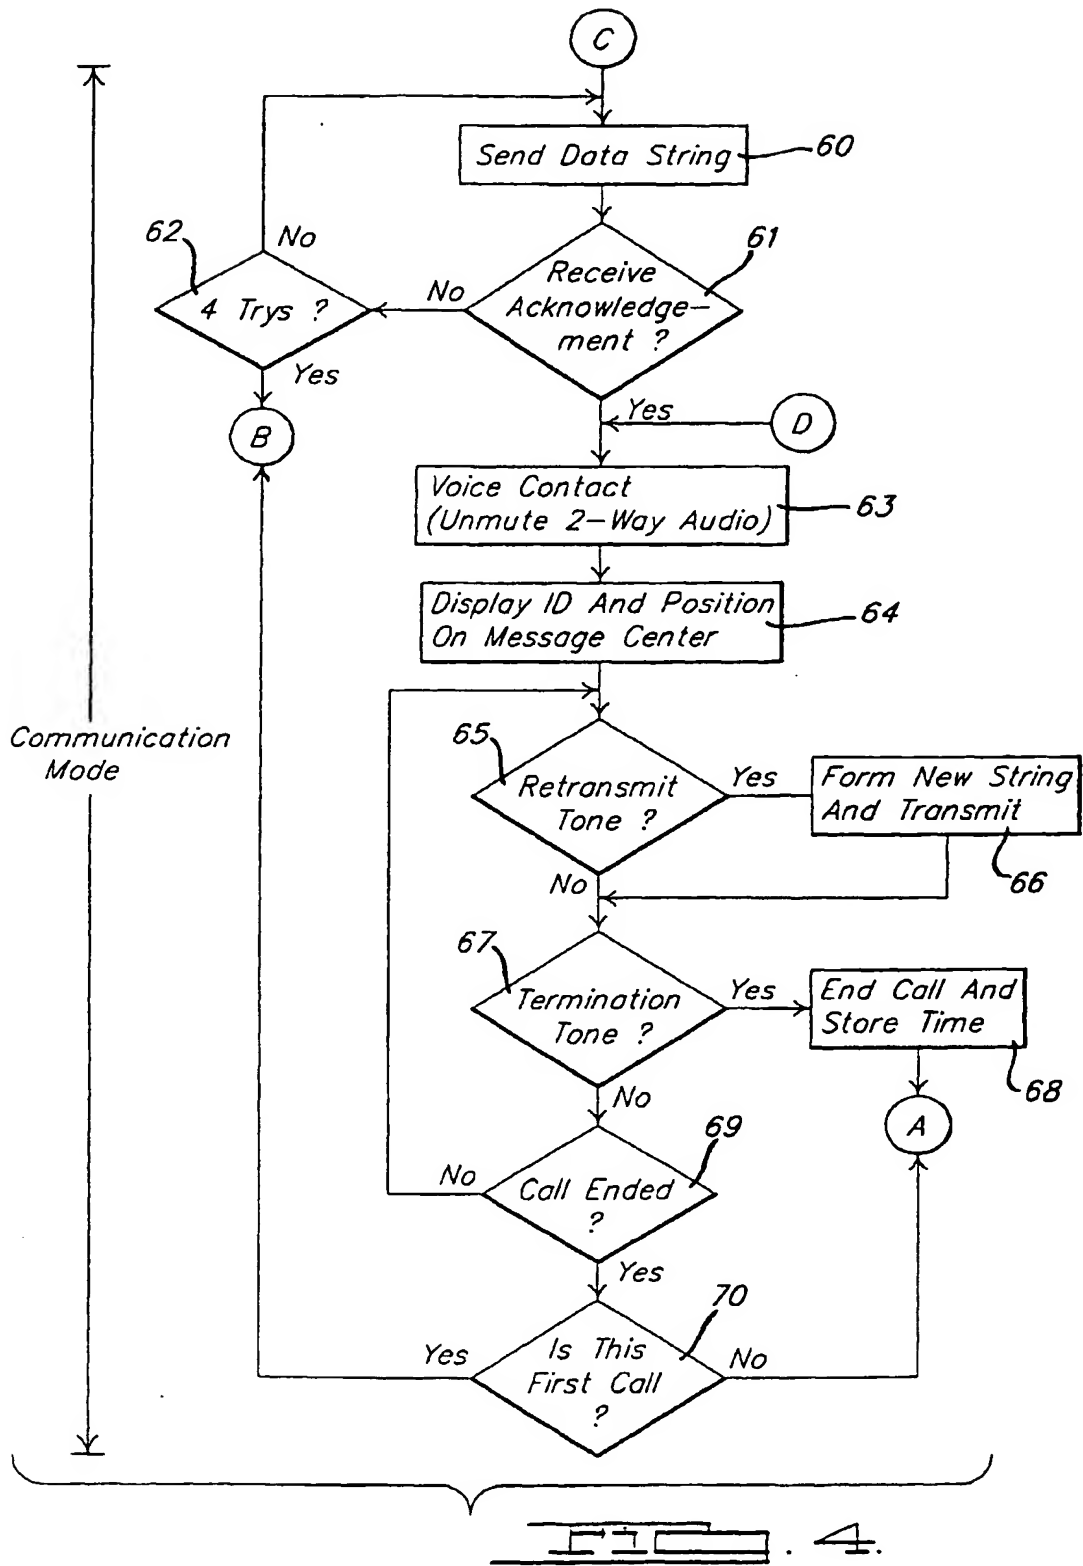 C
Send Data String
60
62
No
61
4 Trys ?
No
Receive
Acknowledge-
ment ?
Yes
B
Yes
D
Voice Contact
(Unmute 2-Way Audio)
63
Display ID And Position
On Message Center
64
Communication
Mode
65
Retransmit
Tone ?
Yes
Form New String
And Transmit
66
No
67
Termination
Tone ?
Yes
End Call And
Store Time
68
No
A
69
No
Call Ended
?
Yes
70
Yes
Is This
First Call
?
No
Fig. 4.